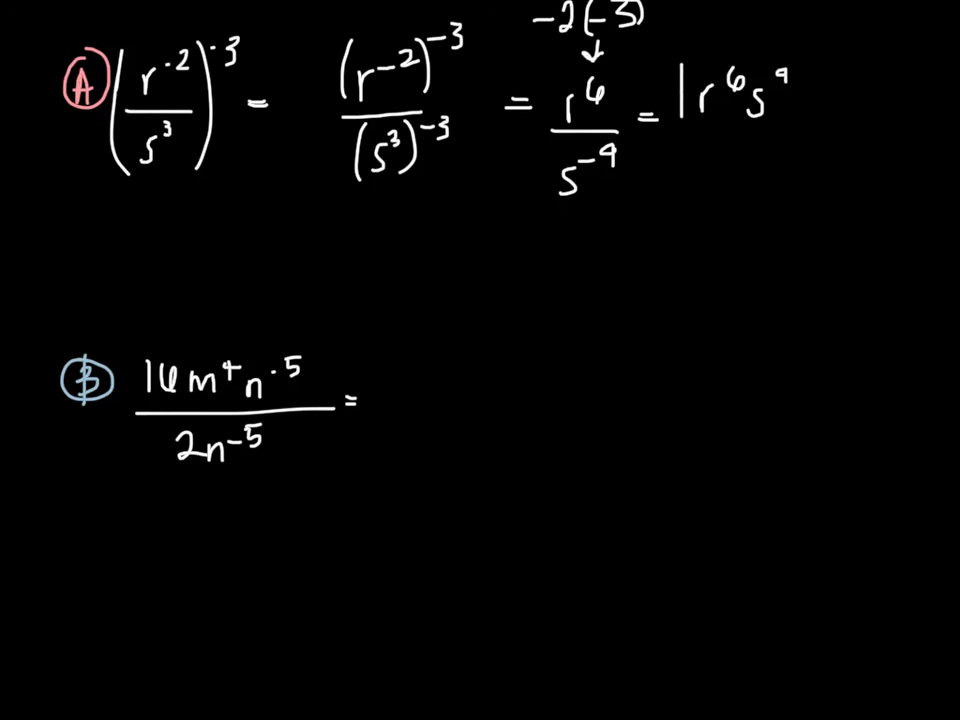 -2(-3)
↓
Ⓐ (r^-2 / s^3)^-3 = (r^-2)^-3 / (s^3)^-3 = r^6 / s^-9 = |r^6 s^9
Ⓑ 16m^4 n^-5 / 2n^-5 =